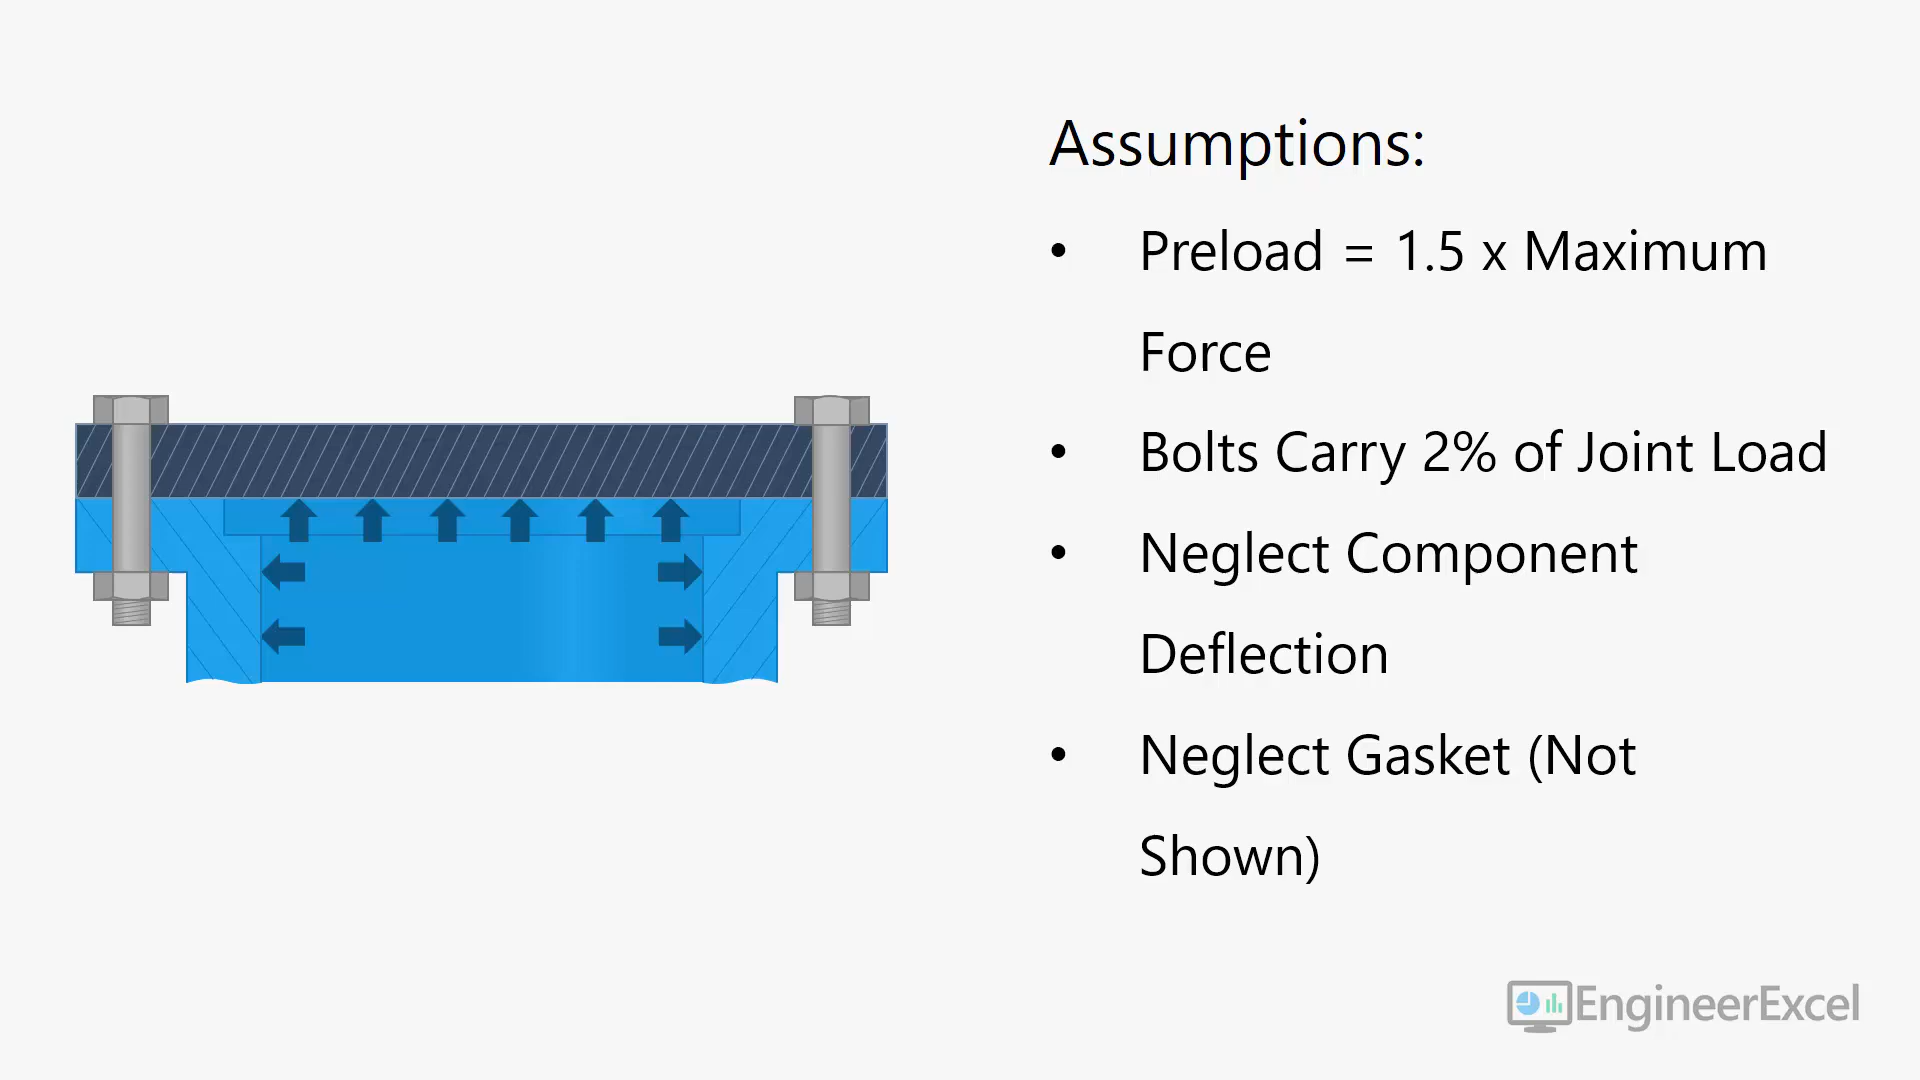 Assumptions:
• Preload = 1.5 x Maximum
Force
• Bolts Carry 2% of Joint Load
• Neglect Component
Deflection
• Neglect Gasket (Not
Shown)
EngineerExcel